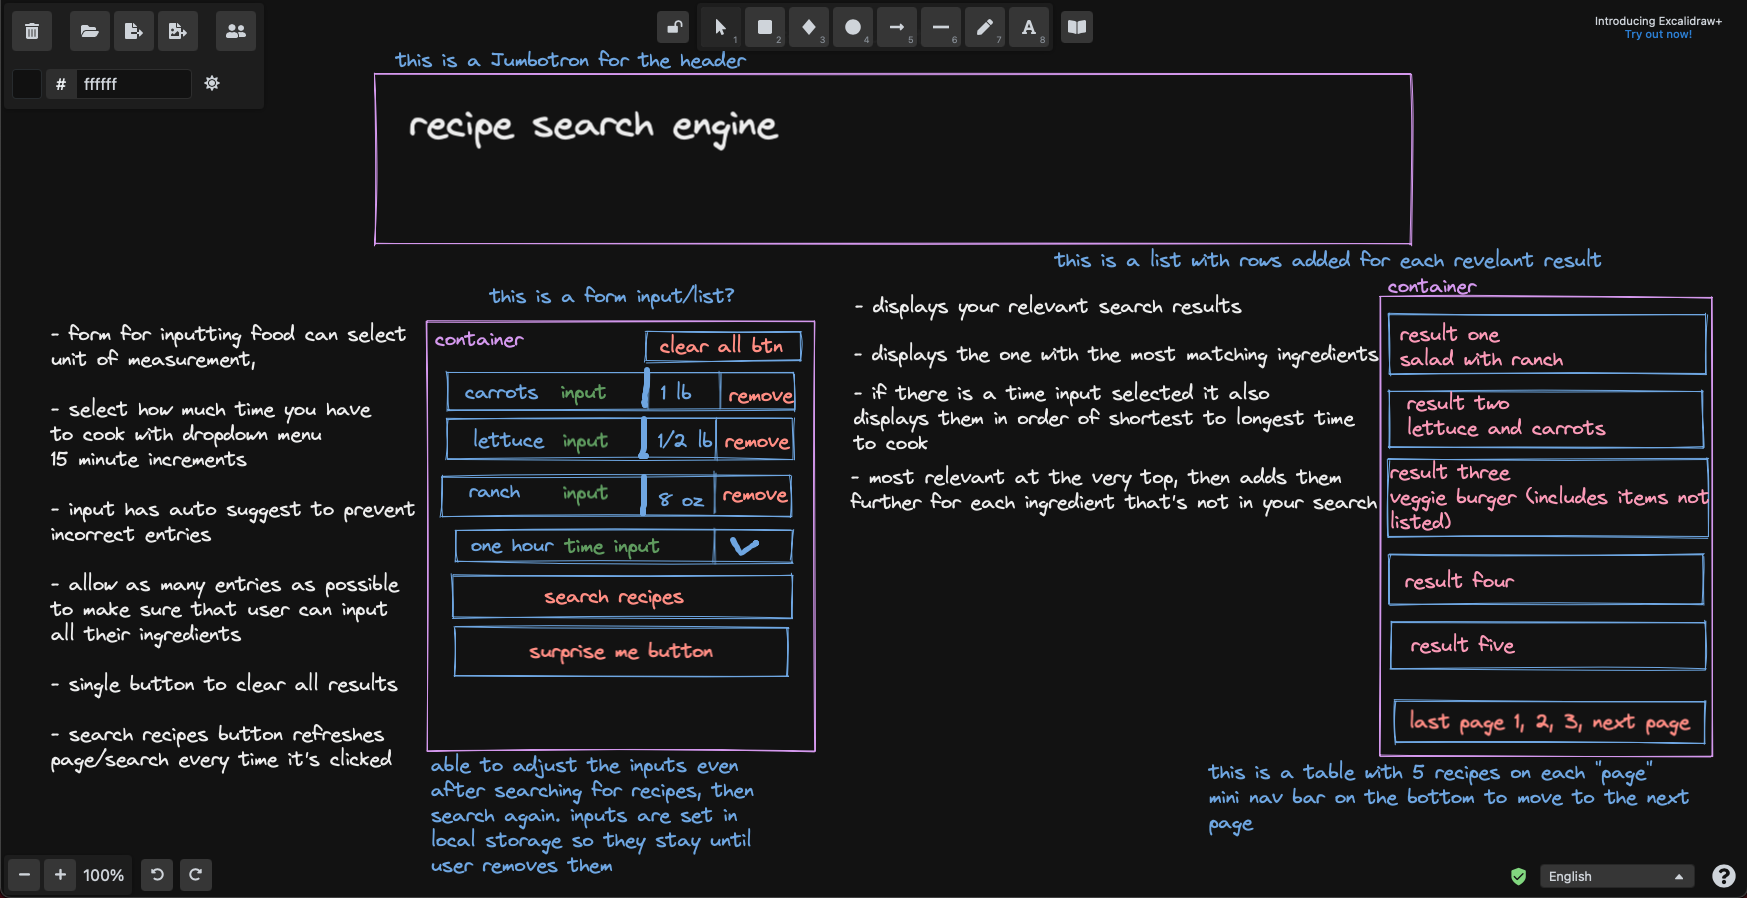 Introducing Excalidraw+
Try out now!
1
2
3
4
5
6
7
A
8
# ffffff
this is a Jumbotron for the header
recipe search engine
this is a list with rows added for each revelant result
this is a form input/list?
- form for inputting food can select
unit of measurement,
- select how much time you have
to cook with dropdown menu
15 minute increments
- input has auto suggest to prevent
incorrect entries
- allow as many entries as possible
to make sure that user can input
all their ingredients
- single button to clear all results
- search recipes button refreshes
page/search every time it's clicked
container
clear all btn
carrots input 1 lb remove
lettuce input 1/2 lb remove
ranch input 8 oz remove
one hour time input
search recipes
surprise me button
able to adjust the inputs even
after searching for recipes, then
search again. inputs are set in
local storage so they stay until
user removes them
- displays your relevant search results
- displays the one with the most matching ingredients
- if there is a time input selected it also
displays them in order of shortest to longest time
to cook
- most relevant at the very top, then adds them
further for each ingredient that's not in your search
container
result one
salad with ranch
result two
lettuce and carrots
result three
veggie burger (includes items not
listed)
result four
result five
last page 1, 2, 3, next page
this is a table with 5 recipes on each "page"
mini nav bar on the bottom to move to the next
page
− + 100%
English
?